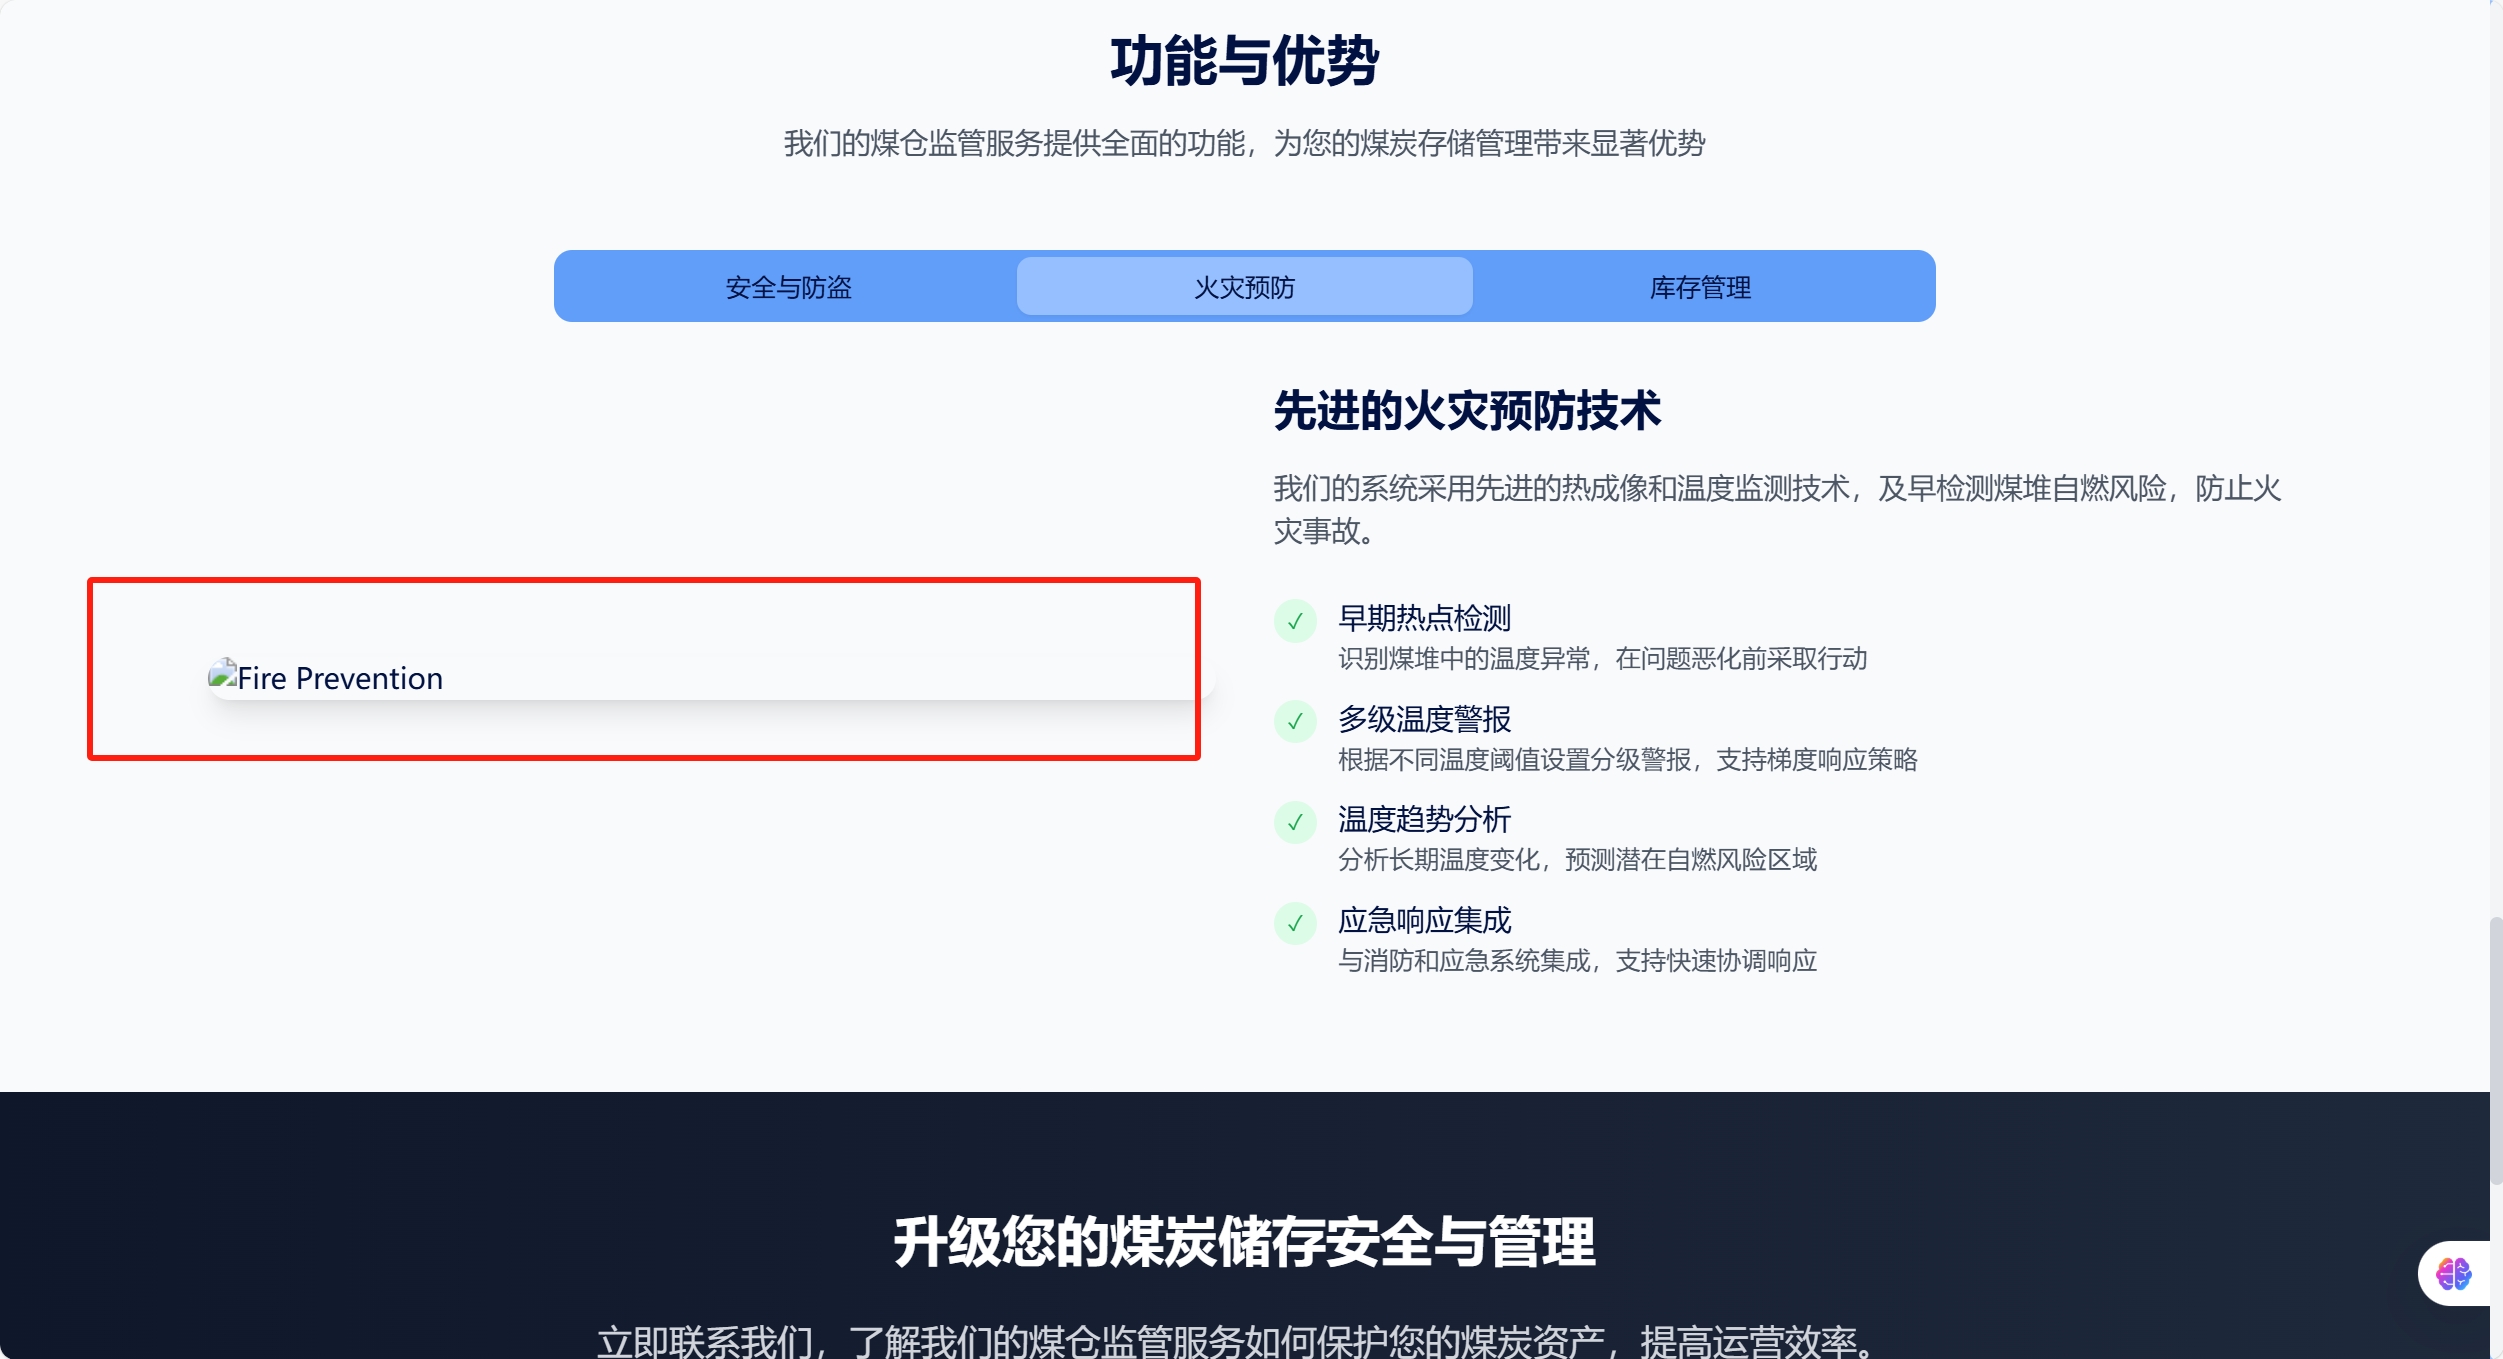 功能与优势
我们的煤仓监管服务提供全面的功能，为您的煤炭存储管理带来显著优势
安全与防盗
火灾预防
库存管理
Fire Prevention
先进的火灾预防技术
我们的系统采用先进的热成像和温度监测技术，及早检测煤堆自燃风险，防止火
灾事故。
✓ 早期热点检测
识别煤堆中的温度异常，在问题恶化前采取行动
✓ 多级温度警报
根据不同温度阈值设置分级警报，支持梯度响应策略
✓ 温度趋势分析
分析长期温度变化，预测潜在自燃风险区域
✓ 应急响应集成
与消防和应急系统集成，支持快速协调响应
升级您的煤炭储存安全与管理
立即联系我们，了解我们的煤仓监管服务如何保护您的煤炭资产，提高运营效率。